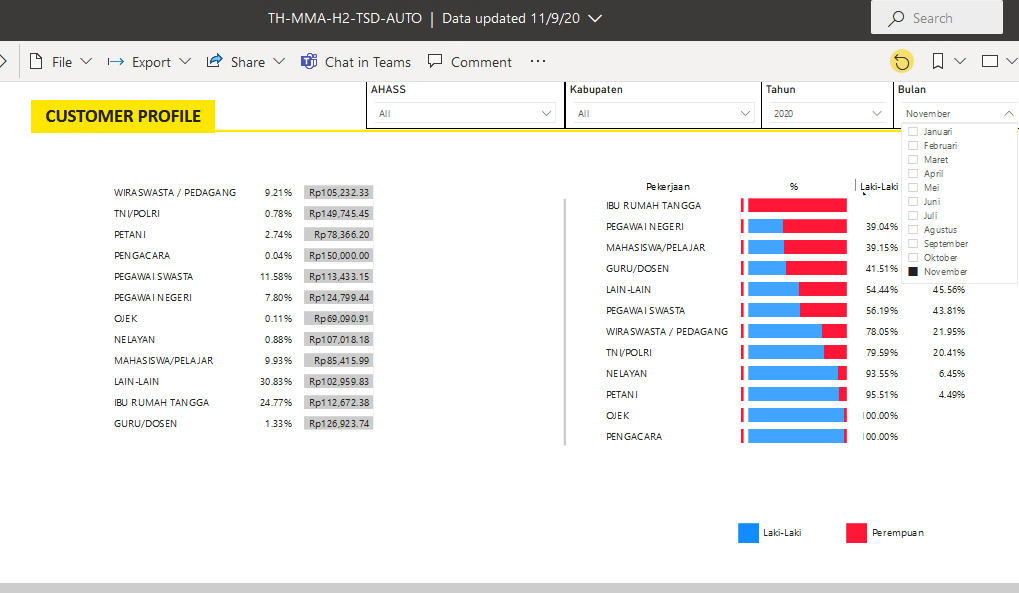 TH-MMA-H2-TSD-AUTO | Data updated 11/9/20
Search
File Export Share Chat in Teams Comment ...
AHASS Kabupaten Tahun Bulan
All All 2020 November
CUSTOMER PROFILE
Januari
Februari
Maret
April
Mei
Juni
Juli
Agustus
September
Oktober
November
WIRASWASTA / PEDAGANG 9.21% Rp105,232.33
TNI/POLRI 0.78% Rp149,745.45
PETANI 2.74% Rp78,366.20
PENGACARA 0.04% Rp150,000.00
PEGAWAI SWASTA 11.58% Rp113,433.15
PEGAWAI NEGERI 7.80% Rp124,799.44
OJEK 0.11% Rp69,090.91
NELAYAN 0.88% Rp107,018.18
MAHASISWA/PELAJAR 9.93% Rp85,415.99
LAIN-LAIN 30.83% Rp102,959.83
IBU RUMAH TANGGA 24.77% Rp112,672.38
GURU/DOSEN 1.33% Rp126,923.74
Pekerjaan % Laki-Laki
IBU RUMAH TANGGA
PEGAWAI NEGERI 39.04%
MAHASISWA/PELAJAR 39.15%
GURU/DOSEN 41.51%
LAIN-LAIN 54.44% 45.56%
PEGAWAI SWASTA 56.19% 43.81%
WIRASWASTA / PEDAGANG 78.05% 21.95%
TNI/POLRI 79.59% 20.41%
NELAYAN 93.55% 6.45%
PETANI 95.51% 4.49%
OJEK 100.00%
PENGACARA 100.00%
Laki-Laki Perempuan